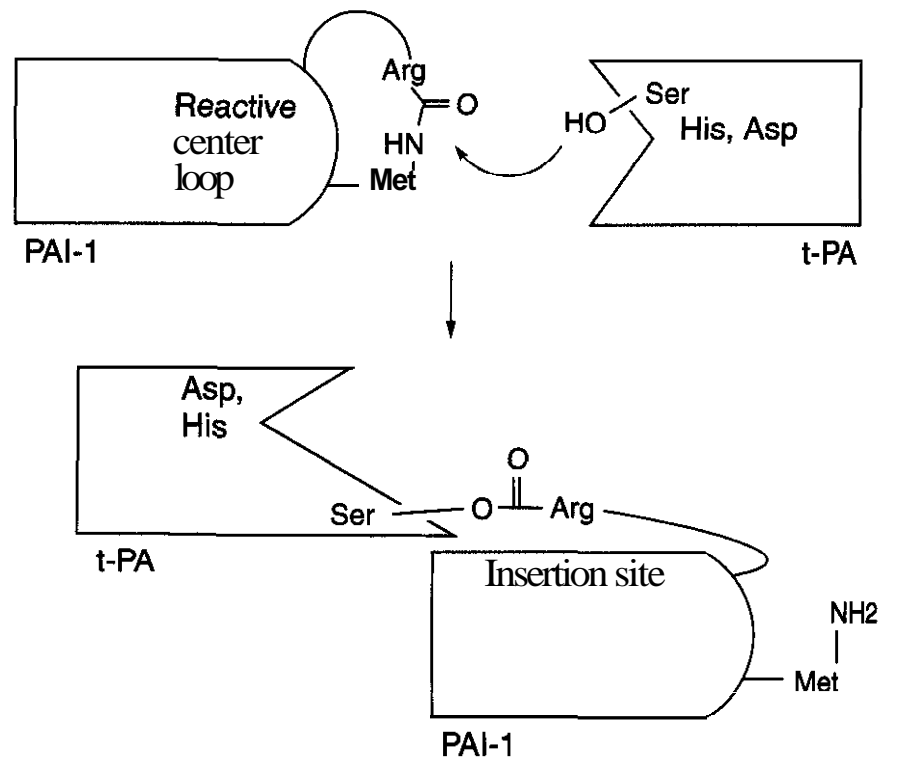 Arg
O
Reactive
center
loop
HN
Met
PAI-1
Ser
HO
His, Asp
t-PA
Asp,
His
O
Ser
O
Arg
t-PA
Insertion site
NH2
Met
PAI-1